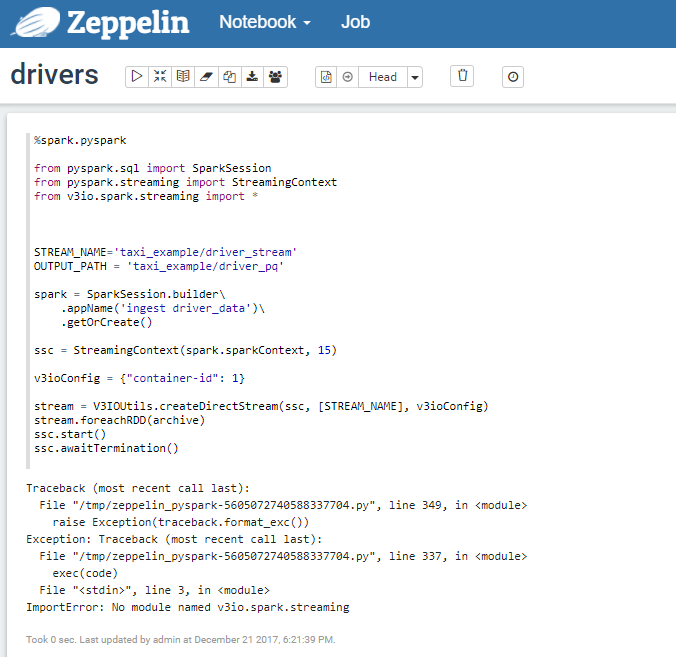 Zeppelin Notebook Job
drivers Head
%spark.pyspark
from pyspark.sql import SparkSession
from pyspark.streaming import StreamingContext
from v3io.spark.streaming import *
STREAM_NAME='taxi_example/driver_stream'
OUTPUT_PATH = 'taxi_example/driver_pq'
spark = SparkSession.builder\
    .appName('ingest driver_data')\
    .getOrCreate()
ssc = StreamingContext(spark.sparkContext, 15)
v3ioConfig = {"container-id": 1}
stream = V3IOUtils.createDirectStream(ssc, [STREAM_NAME], v3ioConfig)
stream.foreachRDD(archive)
ssc.start()
ssc.awaitTermination()
Traceback (most recent call last):
  File "/tmp/zeppelin_pyspark-5605072740588337704.py", line 349, in <module>
    raise Exception(traceback.format_exc())
Exception: Traceback (most recent call last):
  File "/tmp/zeppelin_pyspark-5605072740588337704.py", line 337, in <module>
    exec(code)
  File "<stdin>", line 3, in <module>
ImportError: No module named v3io.spark.streaming
Took 0 sec. Last updated by admin at December 21 2017, 6:21:39 PM.